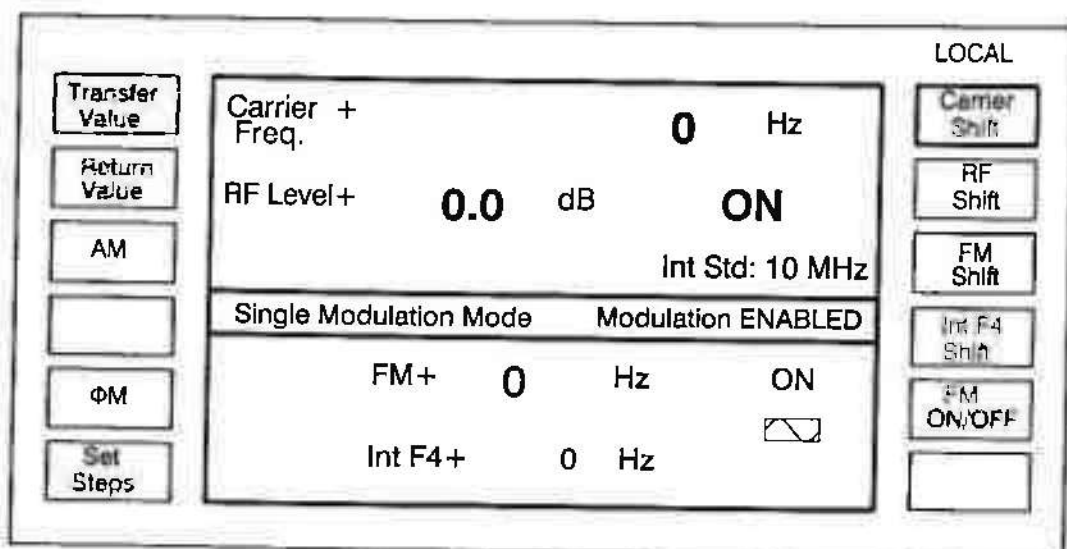 LOCAL
Transfer
Value
Return
Value
AM
ΦM
Set
Steps
Carrier +
Freq.
0 Hz
RF Level+ 0.0 dB ON
Int Std: 10 MHz
Single Modulation Mode Modulation ENABLED
FM+ 0 Hz ON
Int F4+ 0 Hz
Carrier
Shift
RF
Shift
FM
Shift
Int F4
Shift
FM
ON/OFF